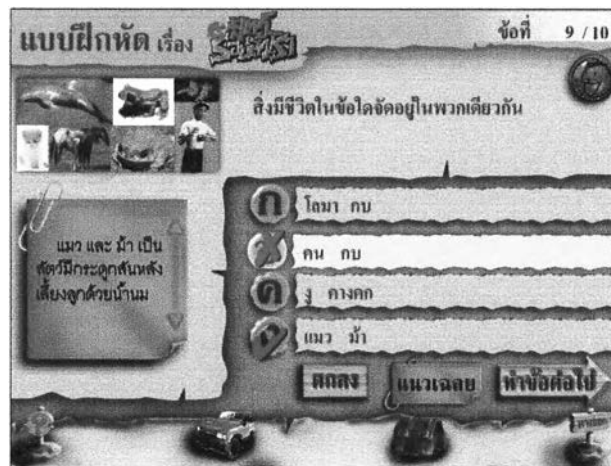 แบบฝึกหัด เรื่อง
ข้อที่ 9 / 10
สิ่งมีชีวิตในข้อใดจัดอยู่ในพวกเดียวกัน
ก โลมา กบ
คน กบ
ค งู คางคก
แมว ม้า
แมว และ ม้า เป็น
สัตว์มีกระดูกสันหลัง
เลี้ยงลูกด้วยน้ำนม
ตกลง แนวเฉลย ทำข้อต่อไป